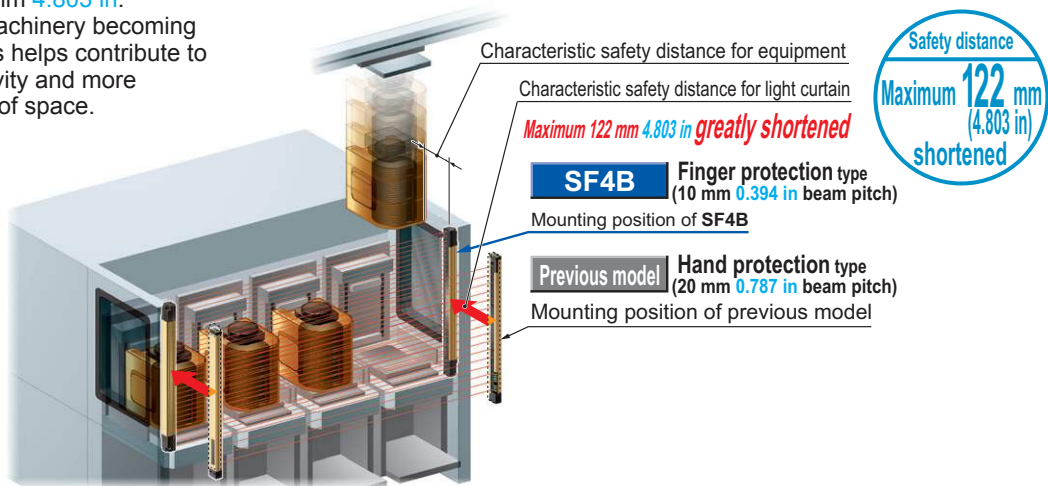 4.803 in.
achinery becoming
helps contribute to
and more
of space.
Characteristic safety distance for equipment
Characteristic safety distance for light curtain
Maximum 122 mm 4.803 in greatly shortened
SF4B Finger protection type
(10 mm 0.394 in beam pitch)
Mounting position of SF4B
Previous model Hand protection type
(20 mm 0.787 in beam pitch)
Mounting position of previous model
Safety distance
Maximum 122 mm
(4.803 in)
shortened